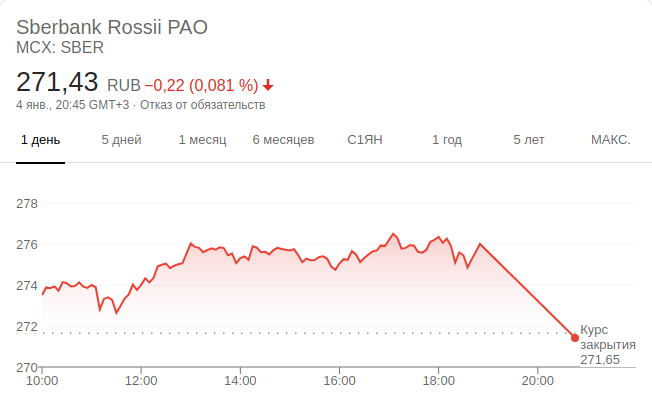 Sberbank Rossii PAO
MCX: SBER
271,43 RUB −0,22 (0,081 %)
4 янв., 20:45 GMT+3 · Отказ от обязательств
1 день 5 дней 1 месяц 6 месяцев С1ЯН 1 год 5 лет МАКС.
278
276
274
272
270
Курс
закрытия
271,65
10:00 12:00 14:00 16:00 18:00 20:00